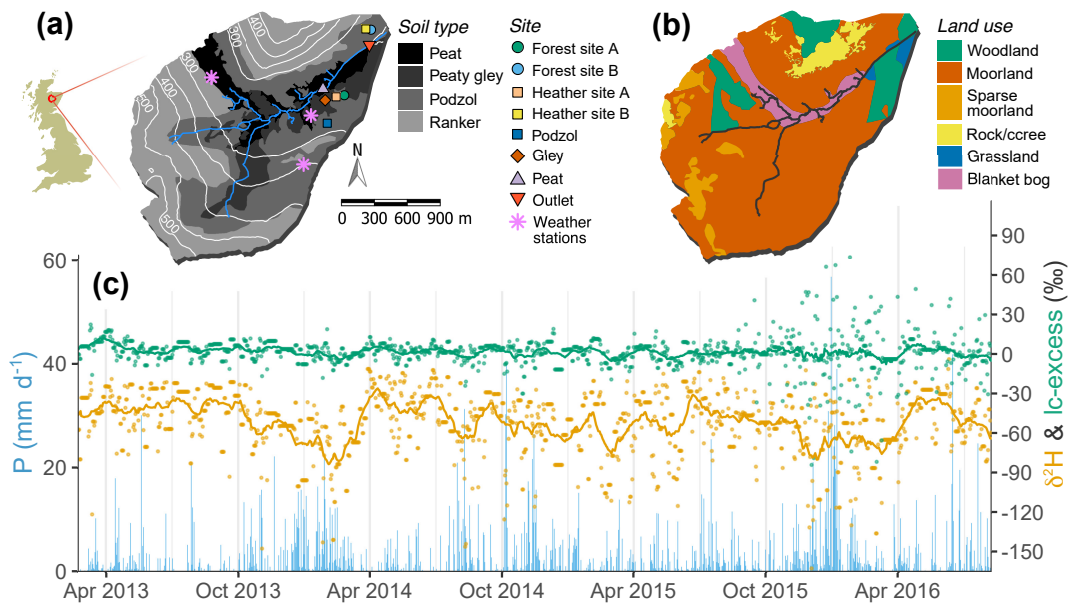 (a)
Soil type
Peat
Peaty gley
Podzol
Ranker
N
0 300 600 900 m
300
400
300
400
500
500
Site
Forest site A
Forest site B
Heather site A
Heather site B
Podzol
Gley
Peat
Outlet
Weather
stations
(b)
Land use
Woodland
Moorland
Sparse
moorland
Rock/ccree
Grassland
Blanket bog
(c)
P (mm d⁻¹)
60
40
20
0
90
60
30
0
-30
-60
-90
-120
-150
δ²H & lc-excess (‰)
Apr 2013
Oct 2013
Apr 2014
Oct 2014
Apr 2015
Oct 2015
Apr 2016